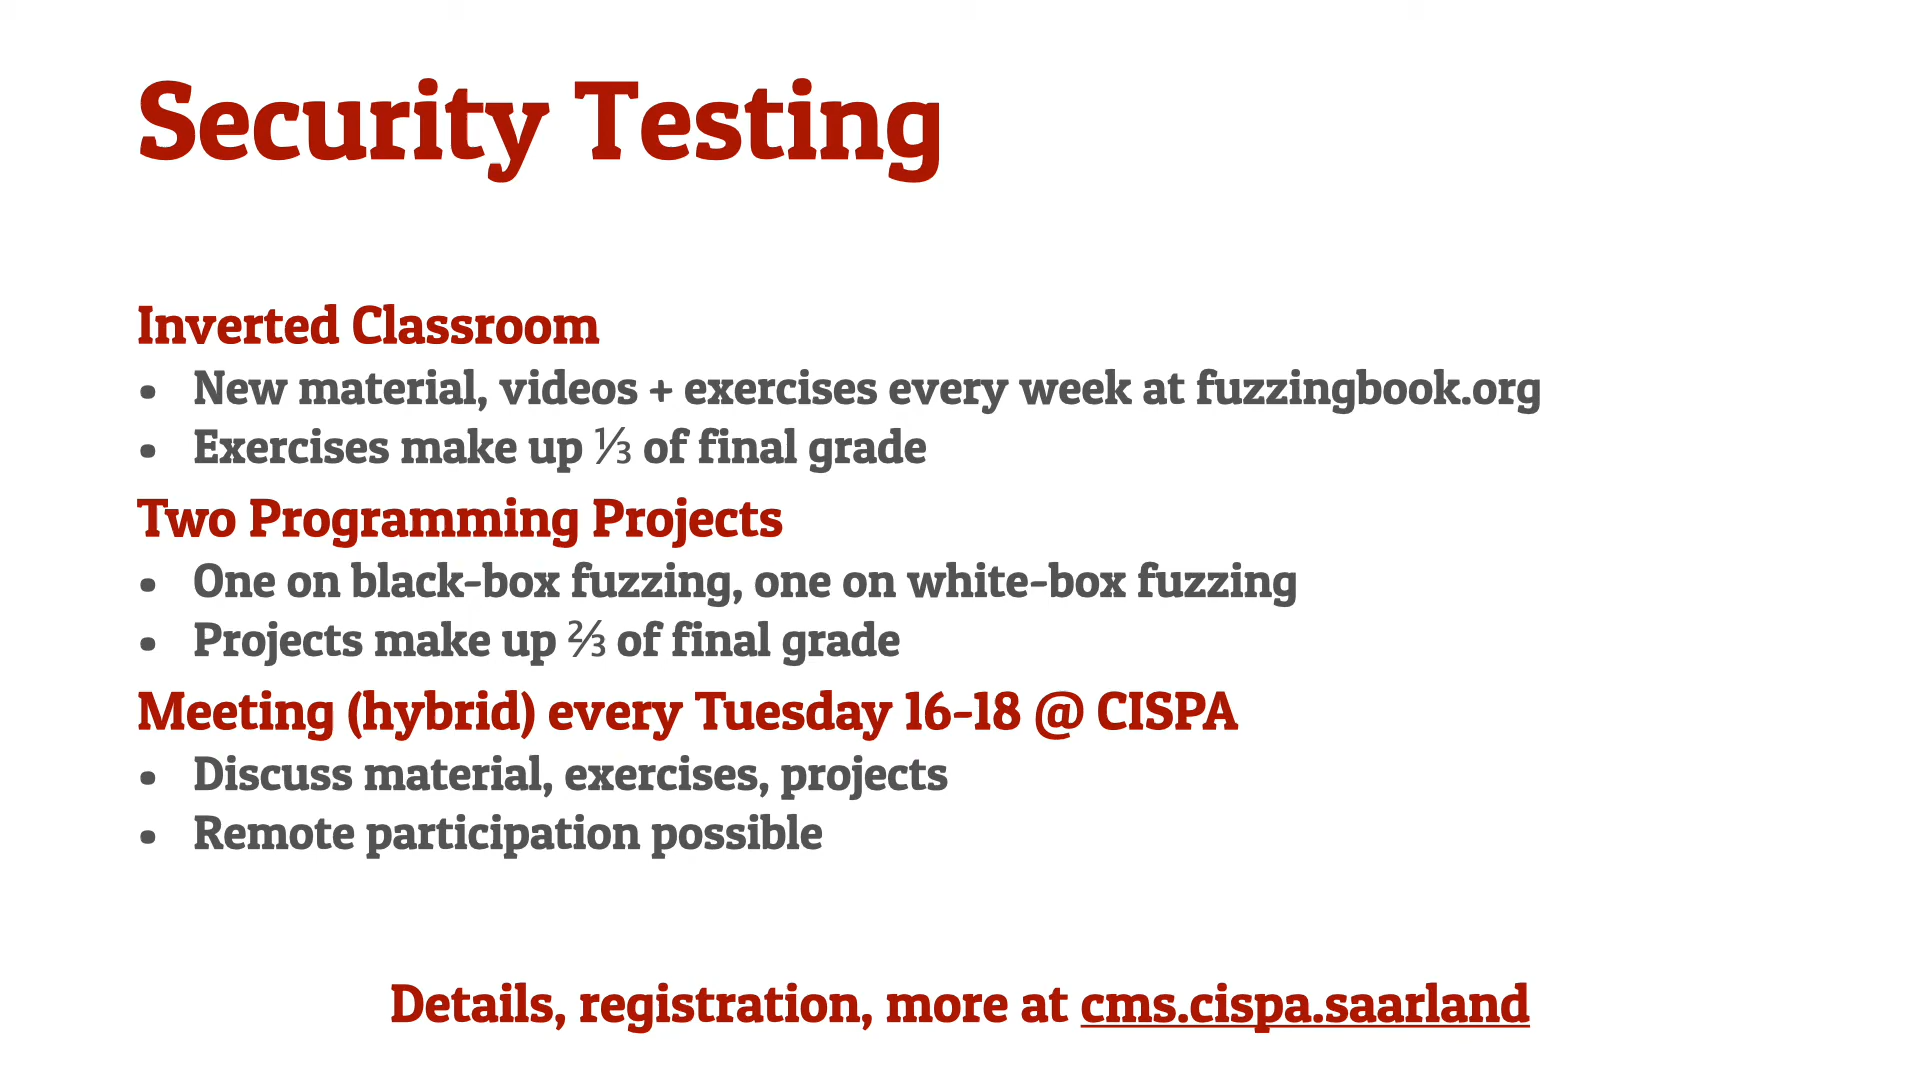 Security Testing
Inverted Classroom
• New material, videos + exercises every week at fuzzingbook.org
• Exercises make up ⅓ of final grade
Two Programming Projects
• One on black-box fuzzing, one on white-box fuzzing
• Projects make up ⅔ of final grade
Meeting (hybrid) every Tuesday 16-18 @ CISPA
• Discuss material, exercises, projects
• Remote participation possible
Details, registration, more at cms.cispa.saarland